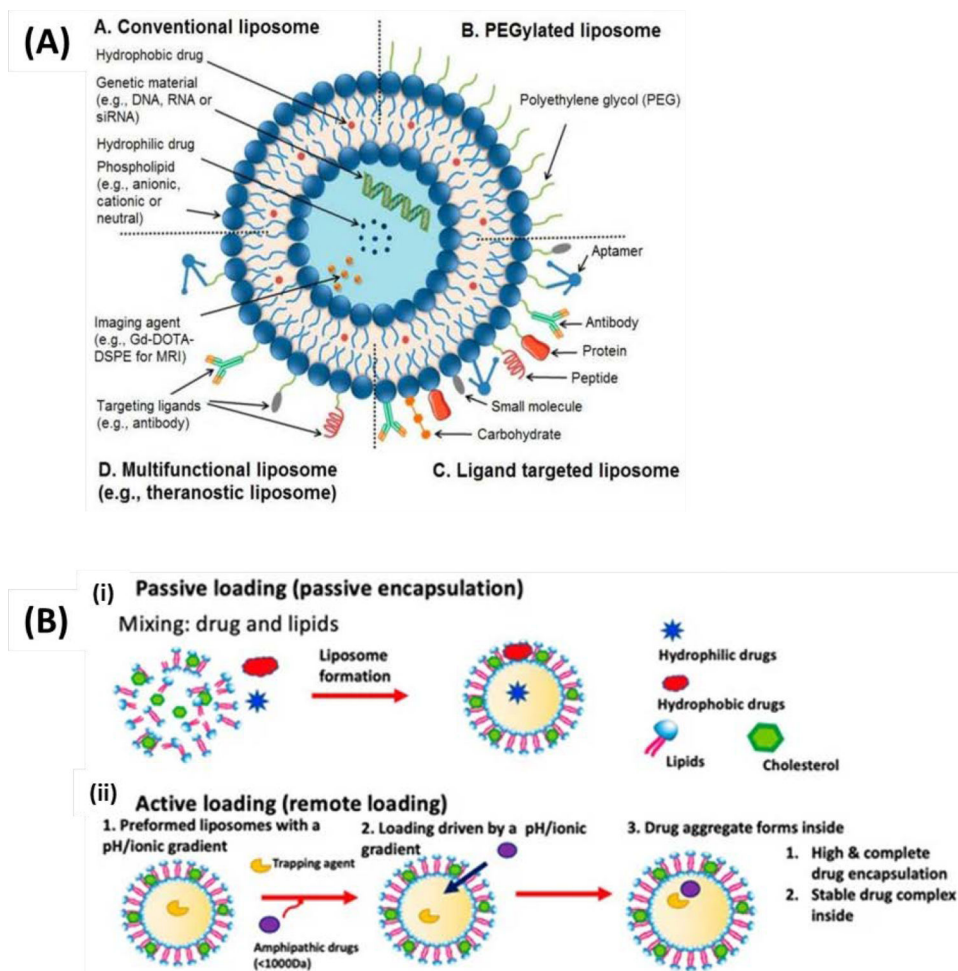 (A)
A. Conventional liposome
B. PEGylated liposome
Hydrophobic drug
Genetic material
(e.g., DNA, RNA or
siRNA)
Hydrophilic drug
Phospholipid
(e.g., anionic,
cationic or
neutral)
Polyethylene glycol (PEG)
Aptamer
Imaging agent
(e.g., Gd-DOTA-
DSPE for MRI)
Antibody
Protein
Peptide
Targeting ligands
(e.g., antibody)
Small molecule
Carbohydrate
D. Multifunctional liposome
(e.g., theranostic liposome)
C. Ligand targeted liposome
(B)
(i)
Passive loading (passive encapsulation)
Mixing: drug and lipids
Liposome
formation
Hydrophilic drugs
Hydrophobic drugs
Lipids
Cholesterol
(ii)
Active loading (remote loading)
1. Preformed liposomes with a
pH/ionic gradient
Trapping agent
Amphipathic drugs
(<1000Da)
2. Loading driven by a pH/ionic
gradient
3. Drug aggregate forms inside
1. High & complete
drug encapsulation
2. Stable drug complex
inside